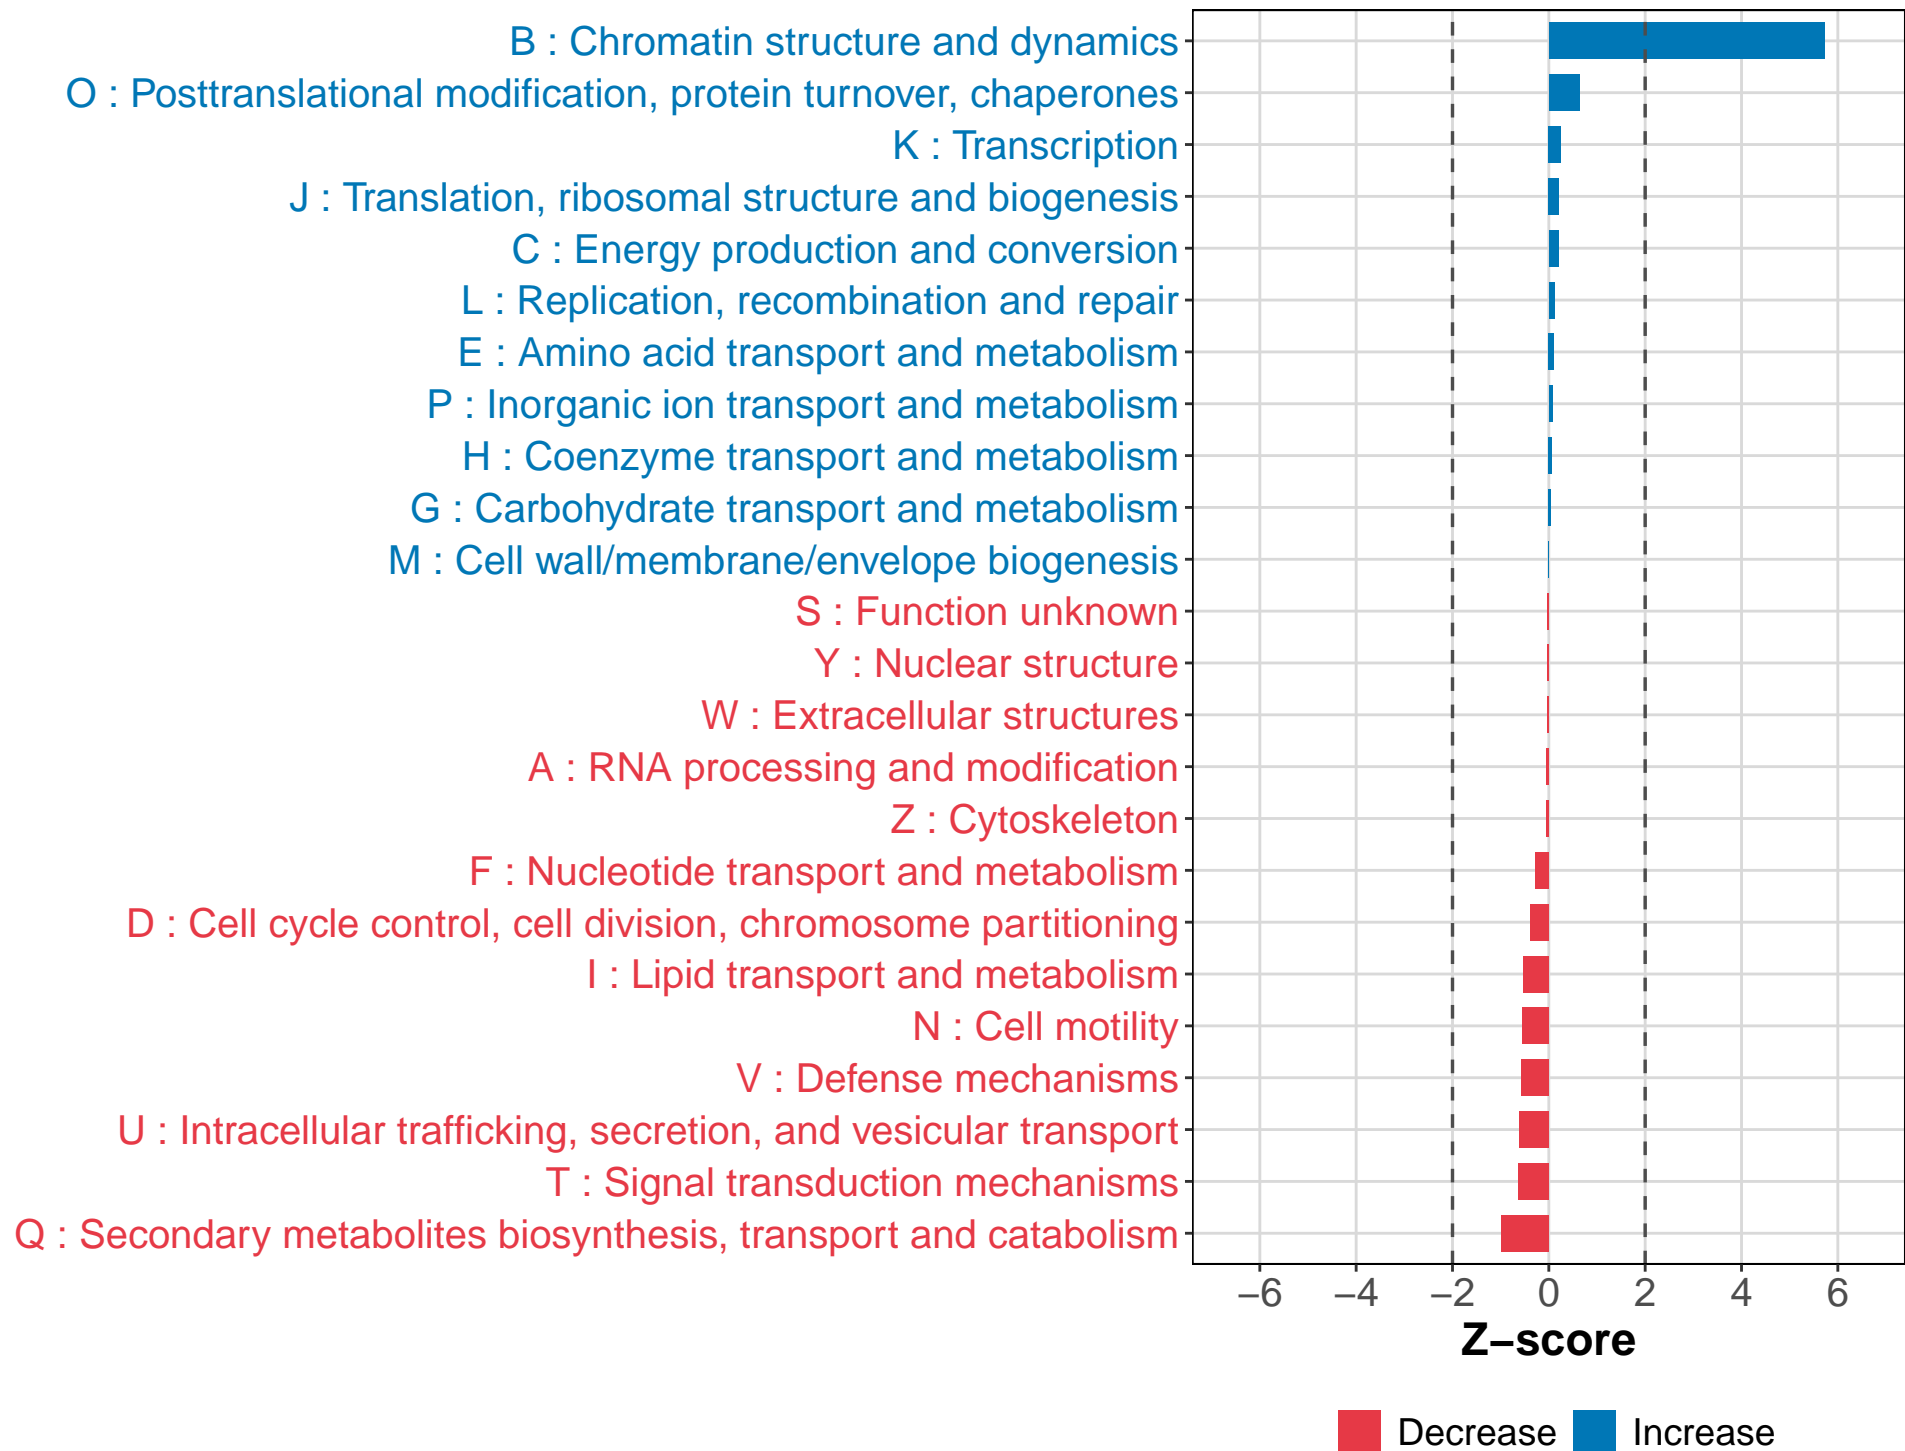 B : Chromatin structure and dynamics
O : Posttranslational modification, protein turnover, chaperones
K : Transcription
J : Translation, ribosomal structure and biogenesis
C : Energy production and conversion
L : Replication, recombination and repair
E : Amino acid transport and metabolism
P : Inorganic ion transport and metabolism
H : Coenzyme transport and metabolism
G : Carbohydrate transport and metabolism
M : Cell wall/membrane/envelope biogenesis
S : Function unknown
Y : Nuclear structure
W : Extracellular structures
A : RNA processing and modification
Z : Cytoskeleton
F : Nucleotide transport and metabolism
D : Cell cycle control, cell division, chromosome partitioning
I : Lipid transport and metabolism
N : Cell motility
V : Defense mechanisms
U : Intracellular trafficking, secretion, and vesicular transport
T : Signal transduction mechanisms
Q : Secondary metabolites biosynthesis, transport and catabolism
−6 −4 −2 0 2 4 6
Z−score
Decrease Increase